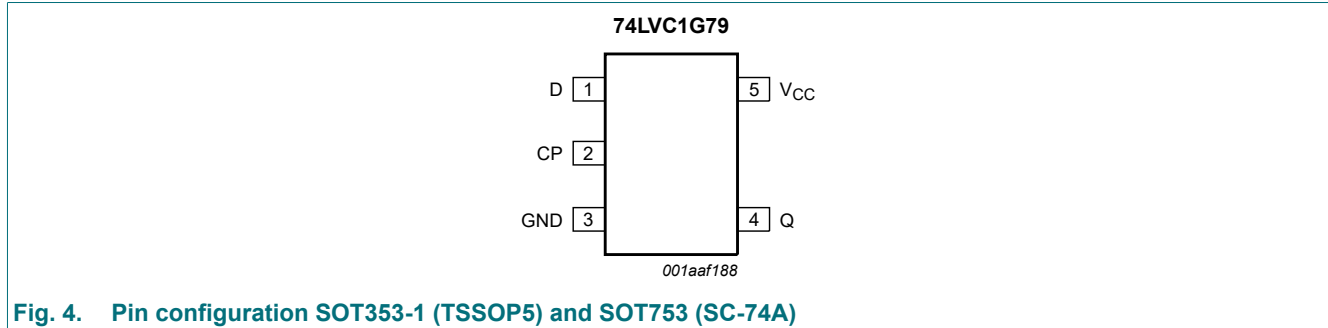 74LVC1G79
D 1 5 VCC
CP 2
GND 3 4 Q
001aaf188
Fig. 4. Pin configuration SOT353-1 (TSSOP5) and SOT753 (SC-74A)